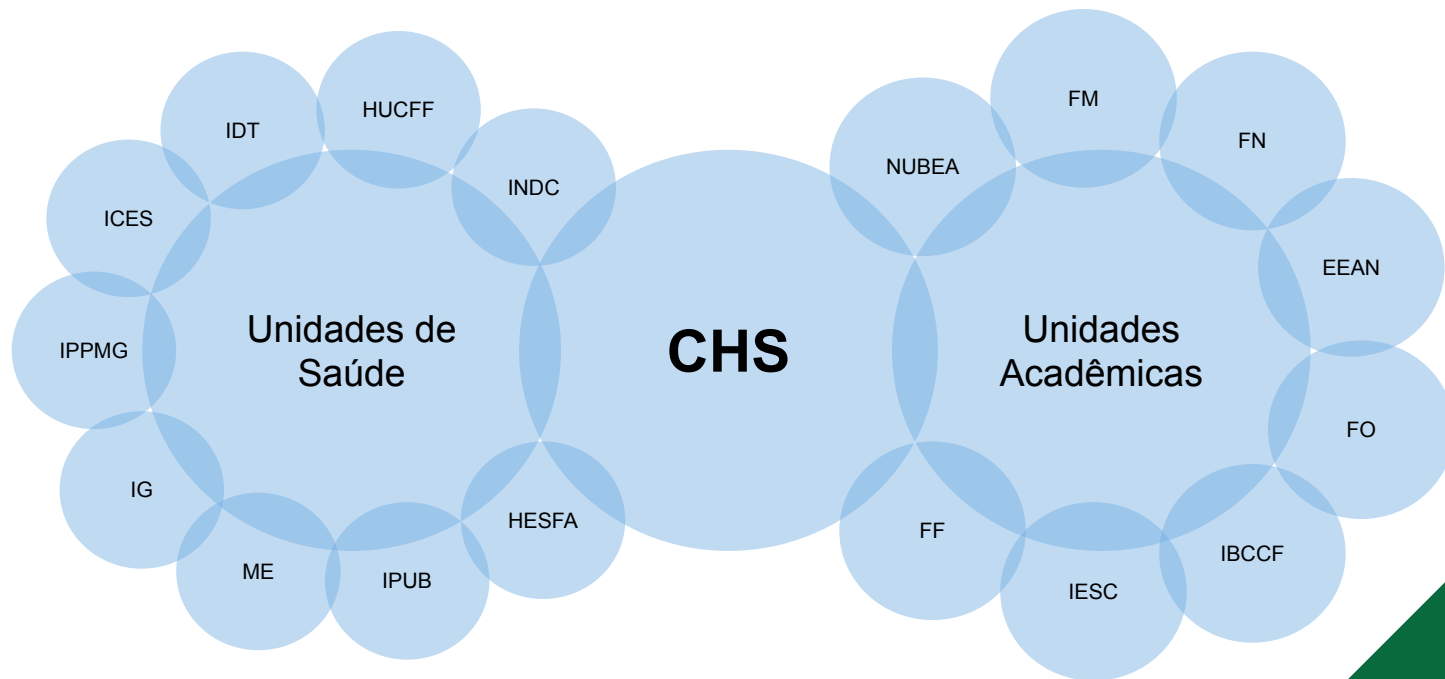 HUCFF
IDT
INDC
ICES
IPPMG
IG
ME
IPUB
HESFA
Unidades de
Saúde
CHS
Unidades
Acadêmicas
NUBEA
FM
FN
EEAN
FO
IBCCF
IESC
FF